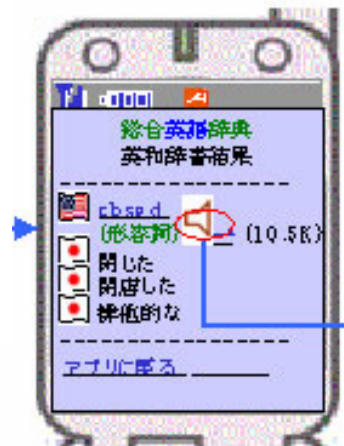 総合英語辞典
英和辞書結果
closed
(形容詞) (10.5K)
閉じた
閉鎖した
排他的な
アプリに戻る